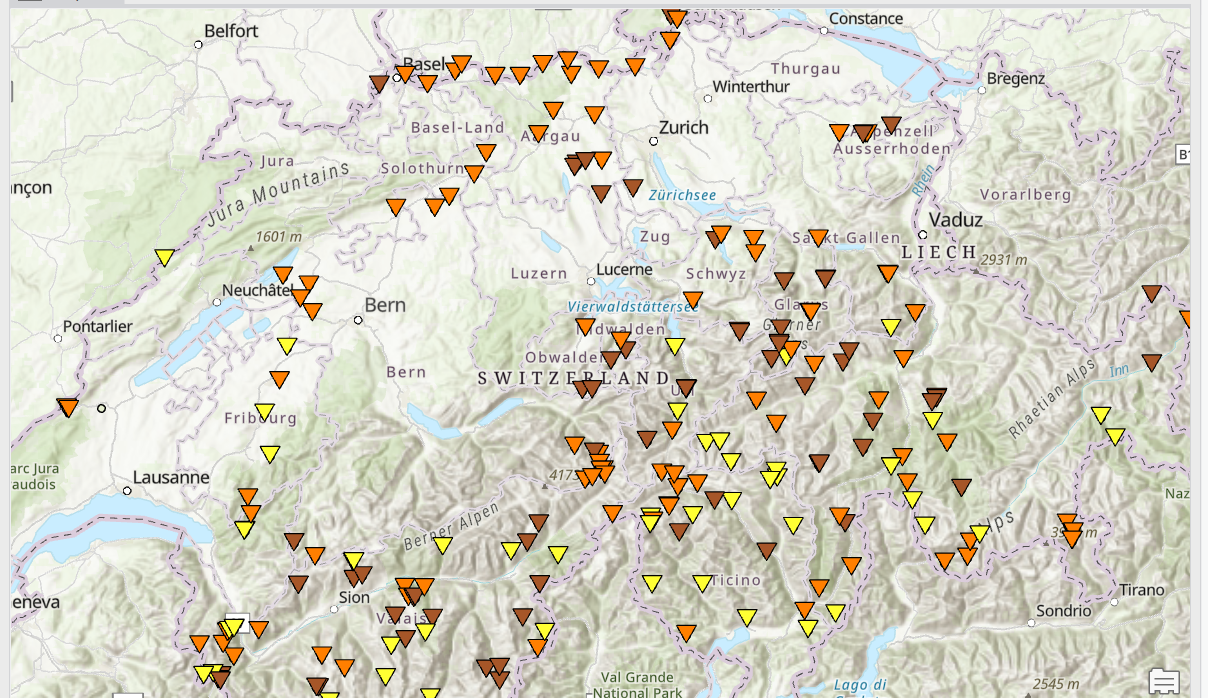 Constance
Belfort
Basel
Thurgau
Bregenz
Winterthur
Basel-Land
Zurich
Aargau
Appenzell
Ausserrhoden
Jura
Solothurn
Jura Mountains
nçon
Rhein
Zürichsee
Vorarlberg
Vaduz
1601 m
Zug
Sankt Gallen
LIECH
2931 m
Luzern
Lucerne
Schwyz
Neuchâtel
Bern
Vierwaldstättersee
Glarus
Pontarlier
Nidwalden
Glarner
Obwalden
Bern
SWITZERLAND
Inn
Rhaetian Alps
Fribourg
arc Jura
audois
Lausanne
4173
Naz
Berner Alpen
Alps
Ticino
eneva
Sion
Tirano
Sondrio
Valais
Val Grande
National Park
Lago di
2545 m